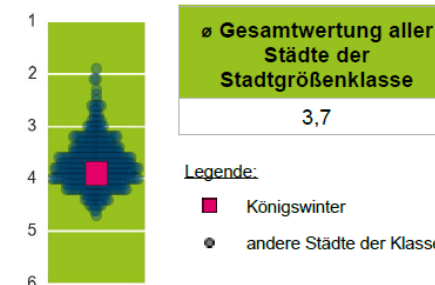 1
2
3
4
5
6
ø Gesamtwertung aller
Städte der
Stadtgrößenklasse
3,7
Legende:
Königswinter
andere Städte der Klasse